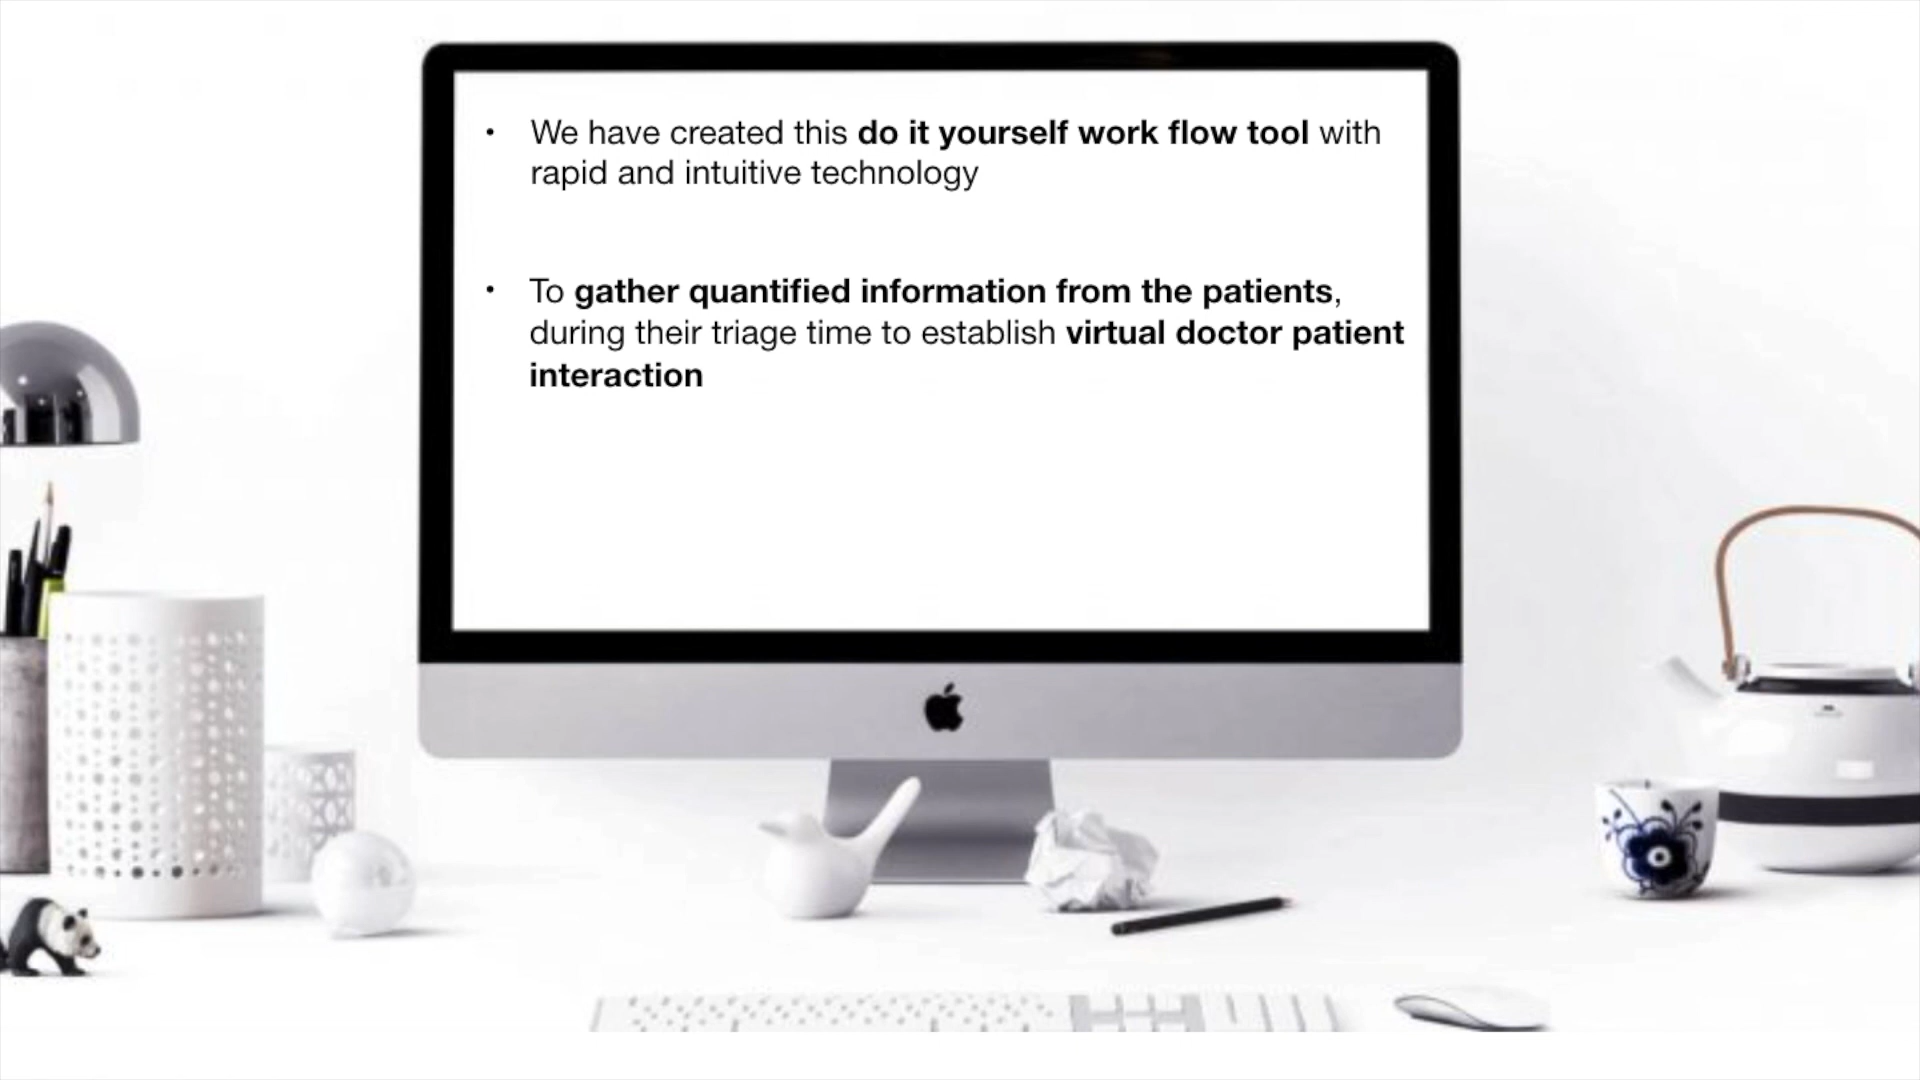 • We have created this do it yourself work flow tool with
rapid and intuitive technology
• To gather quantified information from the patients,
during their triage time to establish virtual doctor patient
interaction